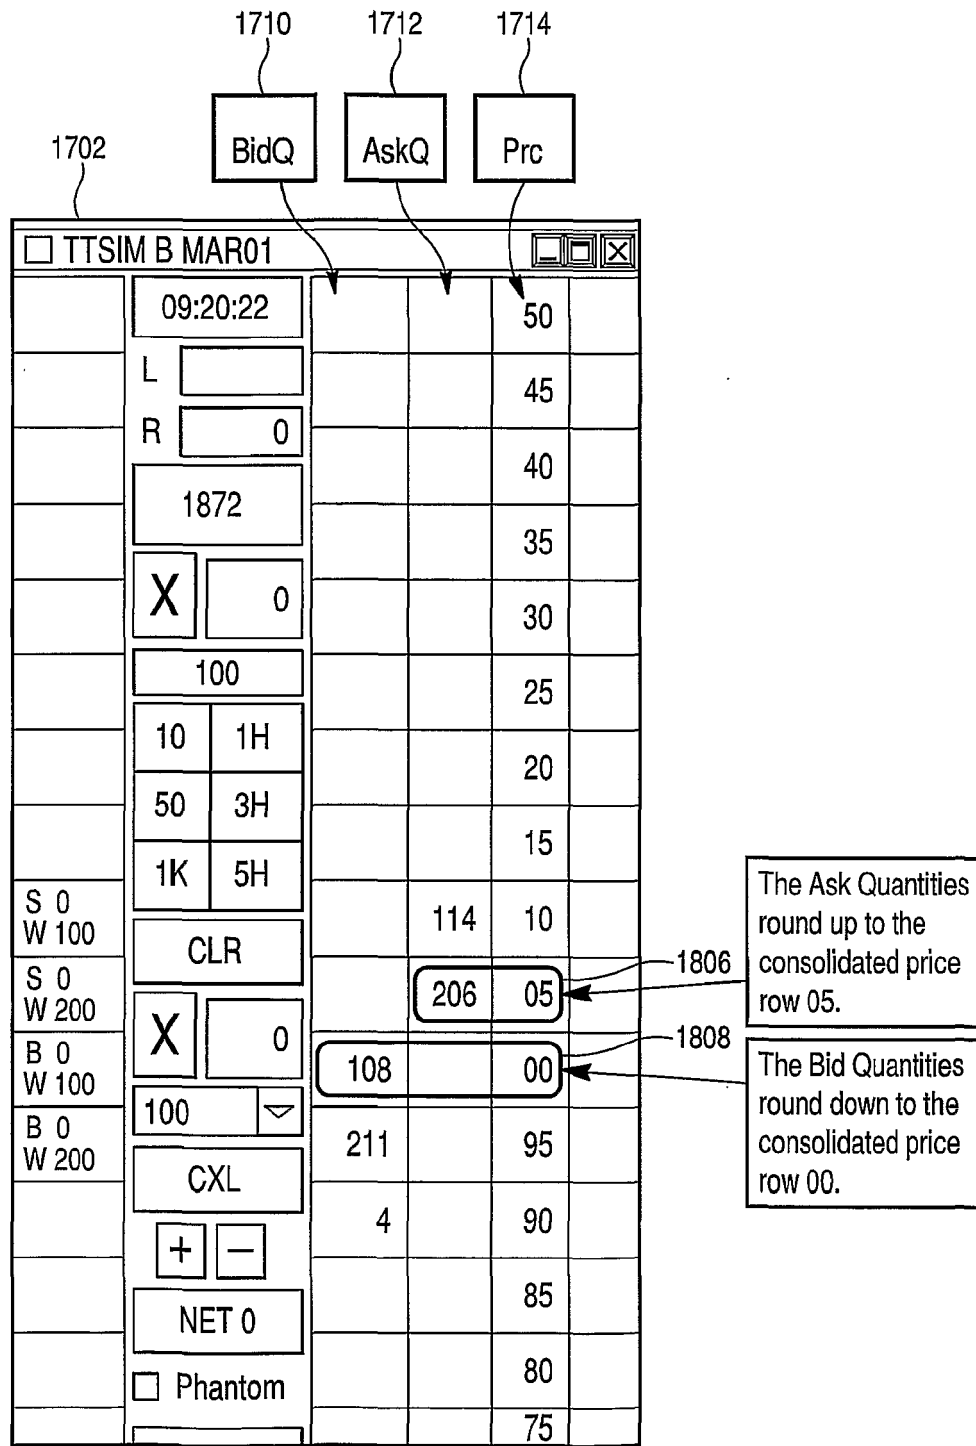 1710
1712
1714
1702
BidQ
AskQ
Prc
TTSIM B MAR01
09:20:22
50
L
45
R 0
40
1872
35
X 0
30
100
25
10 1H
20
50 3H
15
1K 5H
S 0
W 100
114 10
CLR
S 0
W 200
206 05
1806
The Ask Quantities
round up to the
consolidated price
row 05.
X 0
B 0
W 100
108 00
1808
The Bid Quantities
round down to the
consolidated price
row 00.
100
B 0
W 200
211 95
CXL
4 90
+ −
85
NET 0
80
Phantom
75